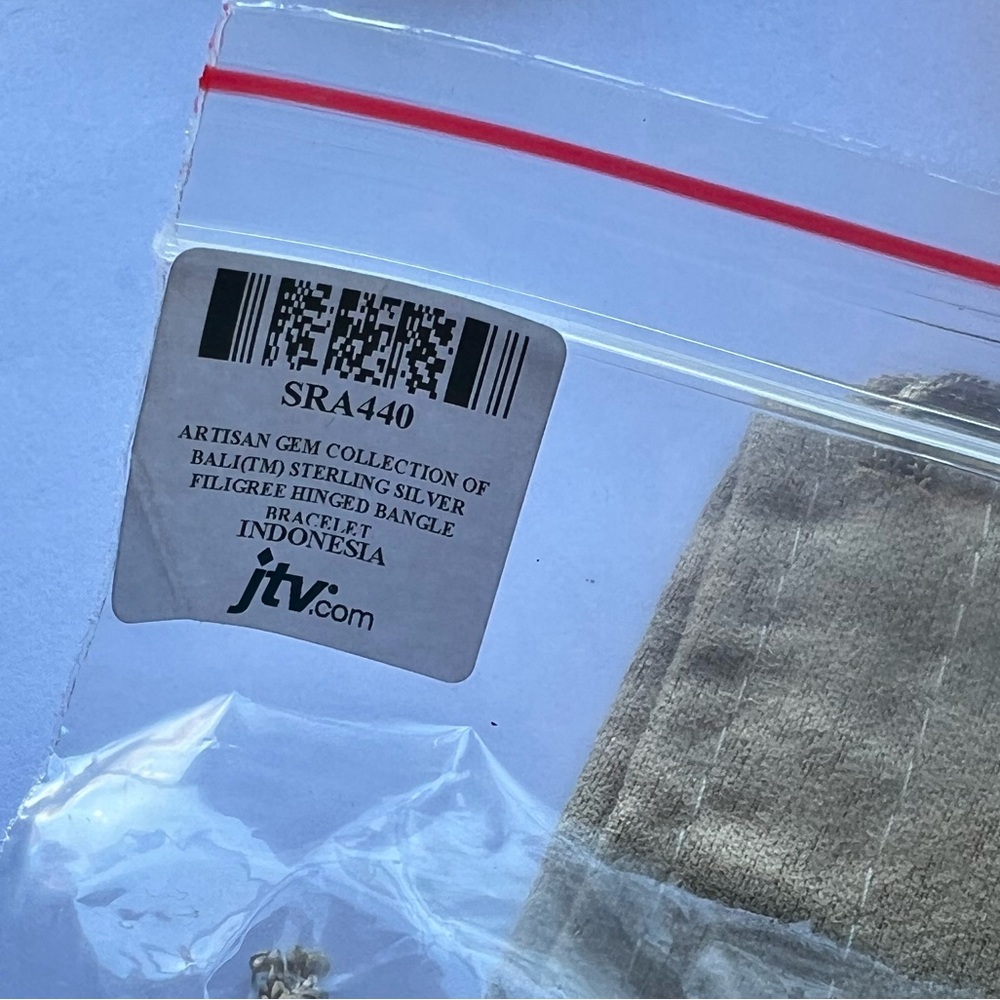 SRA440
ARTISAN GEM COLLECTION OF
BALI(TM) STERLING SILVER
FILIGREE HINGED BANGLE
BRACELET
INDONESIA
jtv.com